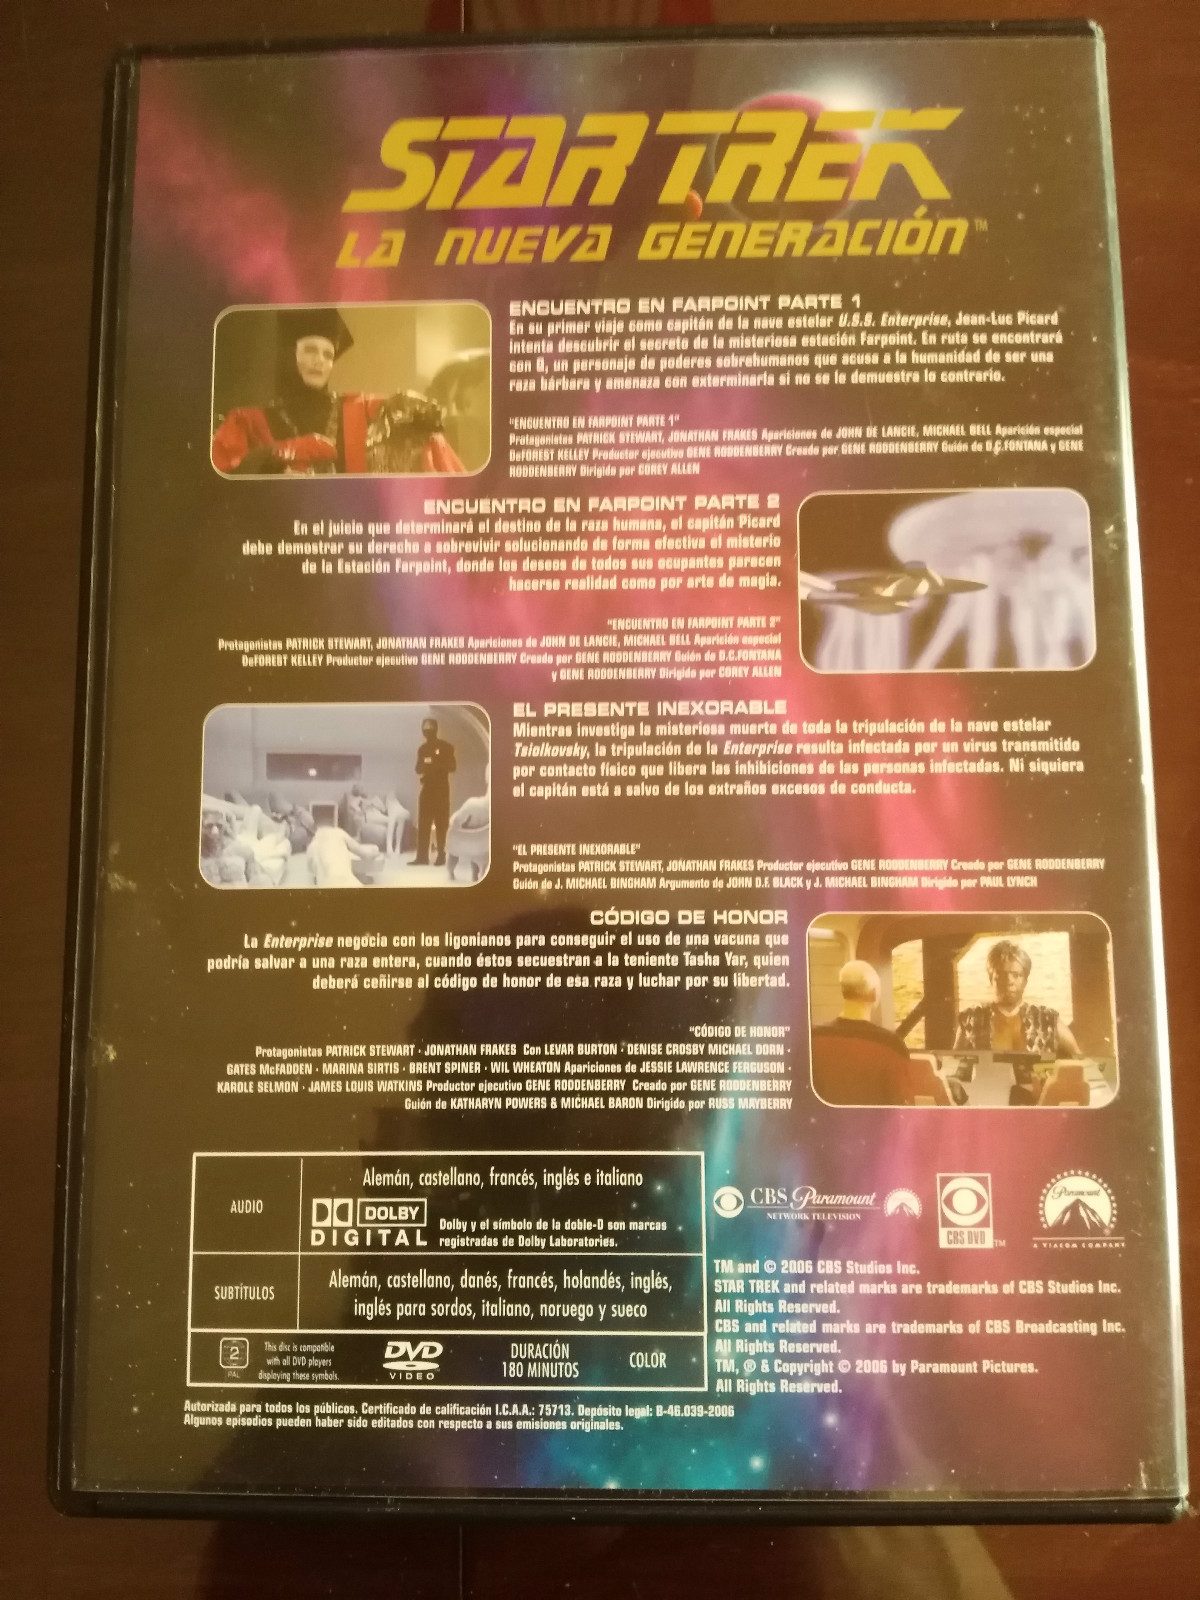 STAR TREK
LA NUEVA GENERACIÓN™
ENCUENTRO EN FARPOINT PARTE 1
En su primer viaje como capitán de la nave estelar U.S.S. Enterprise, Jean-Luc Picard
intenta descubrir el secreto de la misteriosa estación Farpoint. En ruta se encontrará
con Q, un personaje de poderes sobrehumanos que acusa a la humanidad de ser una
raza bárbara y amenaza con exterminarla si no se le demuestra lo contrario.
"ENCUENTRO EN FARPOINT PARTE 1"
Protagonistas PATRICK STEWART, JONATHAN FRAKES Apariciones de JOHN DE LANCIE, MICHAEL BELL Aparición especial
DeFOREST KELLEY Productor ejecutivo GENE RODDENBERRY Creado por GENE RODDENBERRY Guión de D.C.FONTANA y GENE
RODDENBERRY Dirigido por COREY ALLEN
ENCUENTRO EN FARPOINT PARTE 2
En el juicio que determinará el destino de la raza humana, el capitán Picard
debe demostrar su derecho a sobrevivir solucionando de forma efectiva el misterio
de la Estación Farpoint, donde los deseos de todos sus ocupantes parecen
hacerse realidad como por arte de magia.
"ENCUENTRO EN FARPOINT PARTE 2"
Protagonistas PATRICK STEWART, JONATHAN FRAKES Apariciones de JOHN DE LANCIE, MICHAEL BELL Aparición especial
DeFOREST KELLEY Productor ejecutivo GENE RODDENBERRY Creado por GENE RODDENBERRY Guión de D.C.FONTANA
y GENE RODDENBERRY Dirigido por COREY ALLEN
EL PRESENTE INEXORABLE
Mientras investiga la misteriosa muerte de toda la tripulación de la nave estelar
Tsiolkovsky, la tripulación de la Enterprise resulta infectada por un virus transmitido
por contacto físico que libera las inhibiciones de las personas infectadas. Ni siquiera
el capitán está a salvo de los extraños excesos de conducta.
"EL PRESENTE INEXORABLE"
Protagonistas PATRICK STEWART, JONATHAN FRAKES Productor ejecutivo GENE RODDENBERRY Creado por GENE RODDENBERRY
Guión de J. MICHAEL BINGHAM Argumento de JOHN D.F. BLACK y J. MICHAEL BINGHAM Dirigido por PAUL LYNCH
CÓDIGO DE HONOR
La Enterprise negocia con los ligonianos para conseguir el uso de una vacuna que
podría salvar a una raza entera, cuando éstos secuestran a la teniente Tasha Yar, quien
deberá ceñirse al código de honor de esa raza y luchar por su libertad.
"CÓDIGO DE HONOR"
Protagonistas PATRICK STEWART · JONATHAN FRAKES Con LEVAR BURTON · DENISE CROSBY MICHAEL DORN ·
GATES McFADDEN · MARINA SIRTIS · BRENT SPINER · WIL WHEATON Apariciones de JESSIE LAWRENCE FERGUSON ·
KAROLE SELMON · JAMES LOUIS WATKINS Productor ejecutivo GENE RODDENBERRY Creado por GENE RODDENBERRY
Guión de KATHARYN POWERS & MICHAEL BARON Dirigido por RUSS MAYBERRY
AUDIO
Alemán, castellano, francés, inglés e italiano
DOLBY
DIGITAL
Dolby y el símbolo de la doble-D son marcas
registradas de Dolby Laboratories.
SUBTÍTULOS
Alemán, castellano, danés, francés, holandés, inglés,
inglés para sordos, italiano, noruego y sueco
2
PAL
This disc is compatible
with all DVD players
displaying these symbols.
DVD
VIDEO
DURACIÓN
180 MINUTOS
COLOR
CBS Paramount
NETWORK TELEVISION
CBS DVD™
Paramount
A VIACOM COMPANY
TM and © 2006 CBS Studios Inc.
STAR TREK and related marks are trademarks of CBS Studios Inc.
All Rights Reserved.
CBS and related marks are trademarks of CBS Broadcasting Inc.
All Rights Reserved.
TM, ® & Copyright © 2006 by Paramount Pictures.
All Rights Reserved.
Autorizada para todos los públicos. Certificado de calificación I.C.A.A.: 75713. Depósito legal: B-46.039-2006
Algunos episodios pueden haber sido editados con respecto a sus emisiones originales.